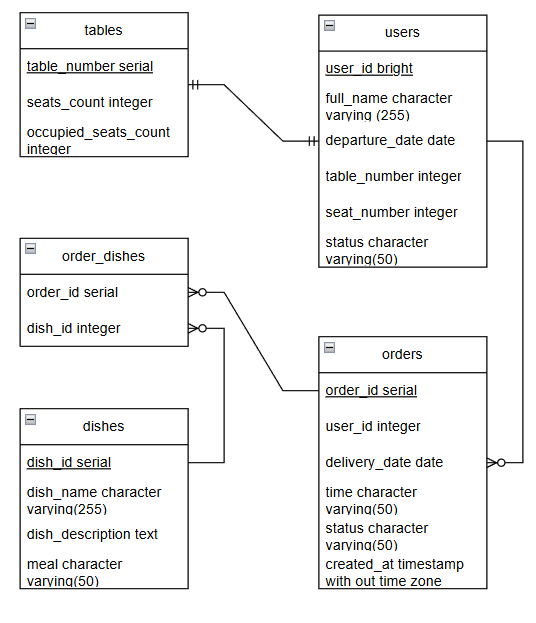 tables
table_number serial
seats_count integer
occupied_seats_count
integer
users
user_id bright
full_name character
varying (255)
departure_date date
table_number integer
seat_number integer
status character
varying(50)
order_dishes
order_id serial
dish_id integer
dishes
dish_id serial
dish_name character
varying(255)
dish_description text
meal character
varying(50)
orders
order_id serial
user_id integer
delivery_date date
time character
varying(50)
status character
varying(50)
created_at timestamp
with out time zone